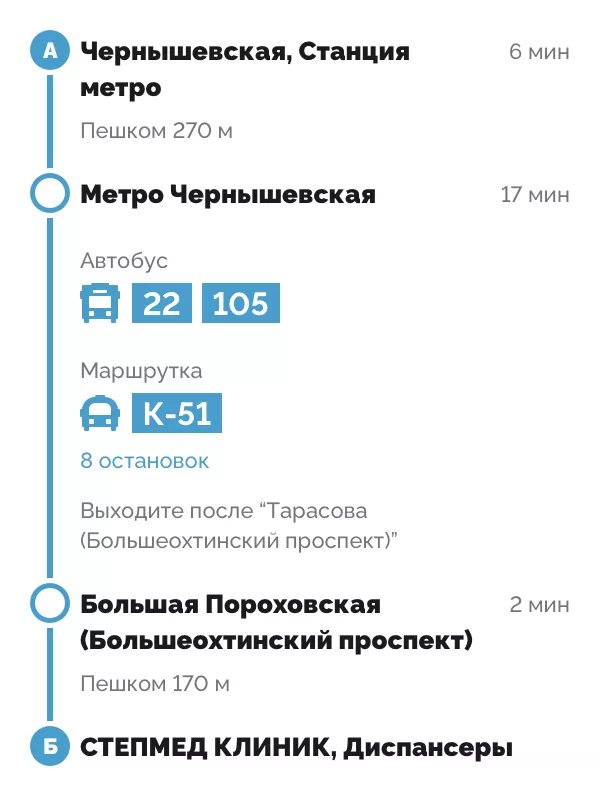 А
Чернышевская, Станция
метро
6 мин
Пешком 270 м
Метро Чернышевская
17 мин
Автобус
22 105
Маршрутка
К-51
8 остановок
Выходите после “Тарасова
(Большеохтинский проспект)”
Большая Пороховская
(Большеохтинский проспект)
2 мин
Пешком 170 м
Б
СТЕПМЕД КЛИНИК, Диспансеры